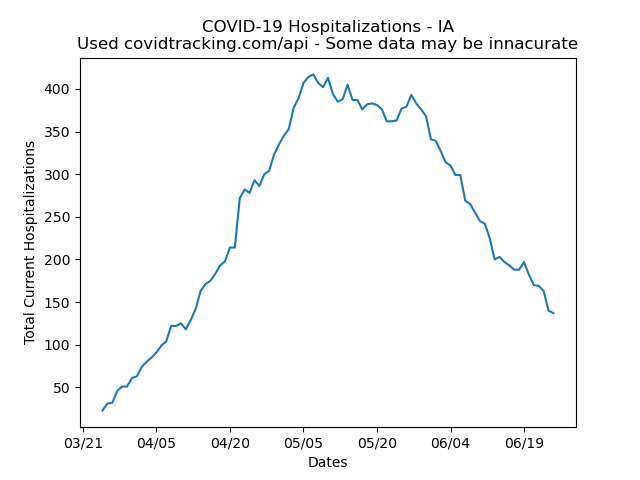 COVID-19 Hospitalizations - IA
Used covidtracking.com/api - Some data may be innacurate
Total Current Hospitalizations
400
350
300
250
200
150
100
50
03/21 04/05 04/20 05/05 05/20 06/04 06/19
Dates